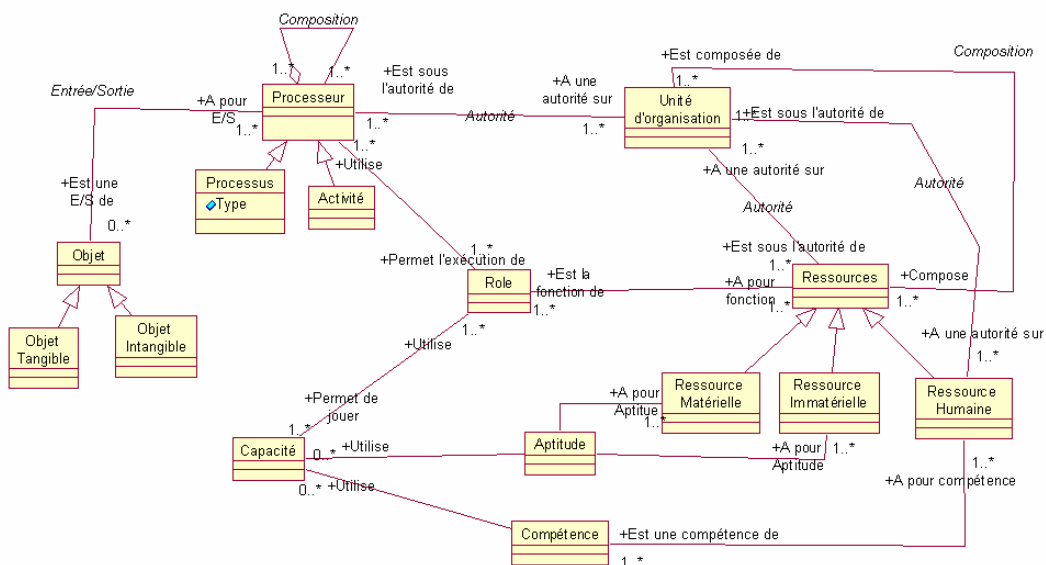 Composition
1..*
1..*
Processeur
+Est sous
l'autorité de
+A une
autorité sur
Autorité
1..*
1..*
+Est composée de
1..*
Composition
Unité
d'organisation
+Est sous l'autorité de
1..*
1..*
Entrée/Sortie
+A pour
E/S
1..*
1..*
+Utilise
Processus
Type
Activité
+A une autorité sur
Autorité
Autorité
+Est une
E/S de
0..*
Objet
Objet
Tangible
Objet
Intangible
+Permet l'exécution de
1..*
Role
1..*
1..*
+Est la
fonction de
+Est sous l'autorité de
1..*
+A pour
fonction
1..*
Ressources
+Compose
1..*
+A une autorité sur
1..*
+Utilise
Ressource
Matérielle
Ressource
Immatérielle
Ressource
Humaine
+A pour
Aptitue
1..*
+Permet de
jouer
1..*
Capacité
0..*
+Utilise
Aptitude
+A pour
Aptitude
1..*
1..*
+A pour compétence
0..*
+Utilise
Compétence
+Est une compétence de
1..*